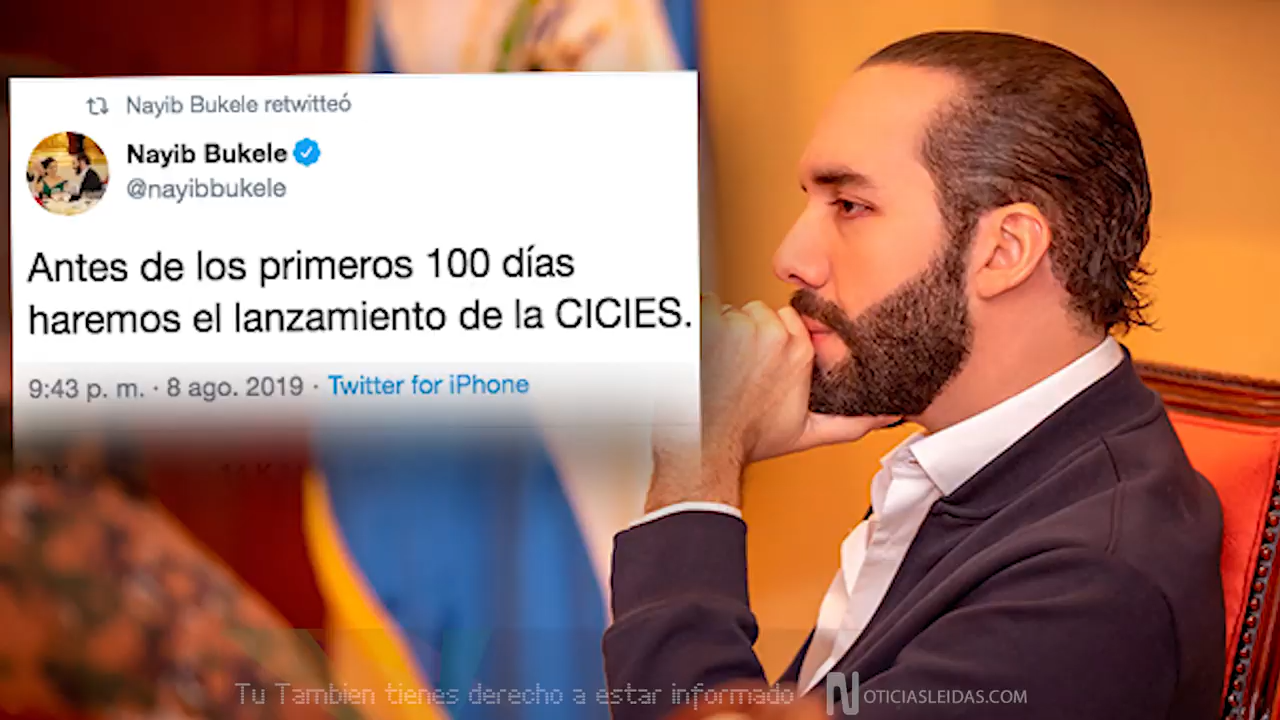 Nayib Bukele retwitteó
Nayib Bukele
@nayibbukele
Antes de los primeros 100 días
haremos el lanzamiento de la CICIES.
9:43 p. m. · 8 ago. 2019 · Twitter for iPhone
Tu Tambien tienes derecho a estar informado NOTICIASLEIDAS.COM